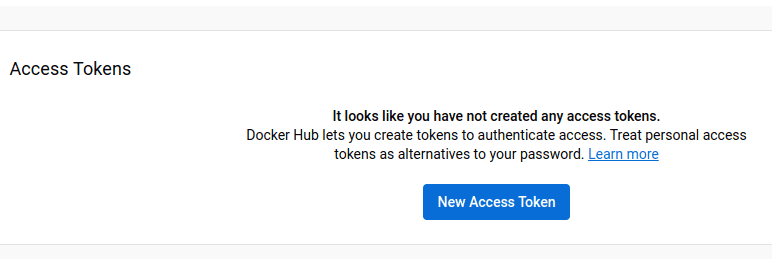 Access Tokens
It looks like you have not created any access tokens.
Docker Hub lets you create tokens to authenticate access. Treat personal access
tokens as alternatives to your password. Learn more
New Access Token